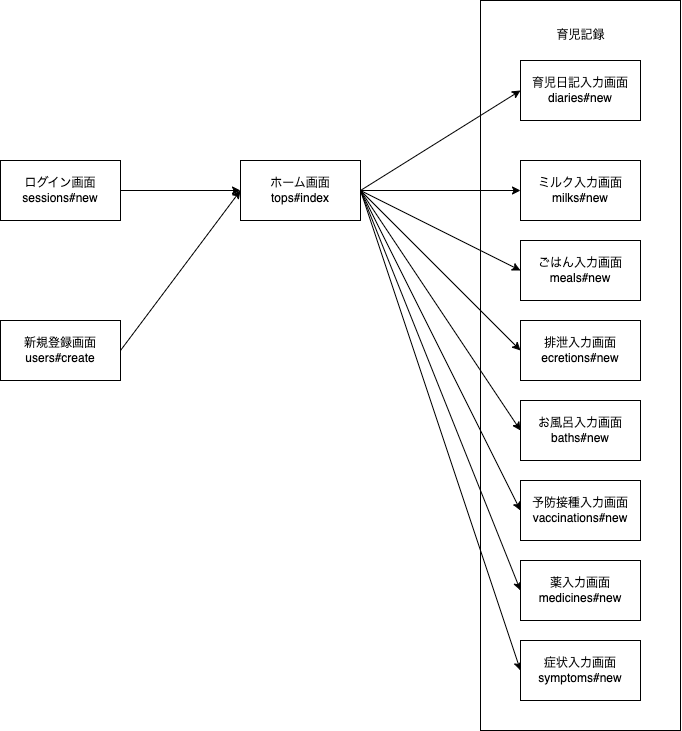 育児記録
育児日記入力画面
diaries#new
ログイン画面
sessions#new
ホーム画面
tops#index
ミルク入力画面
milks#new
ごはん入力画面
meals#new
新規登録画面
users#create
排泄入力画面
ecretions#new
お風呂入力画面
baths#new
予防接種入力画面
vaccinations#new
薬入力画面
medicines#new
症状入力画面
symptoms#new